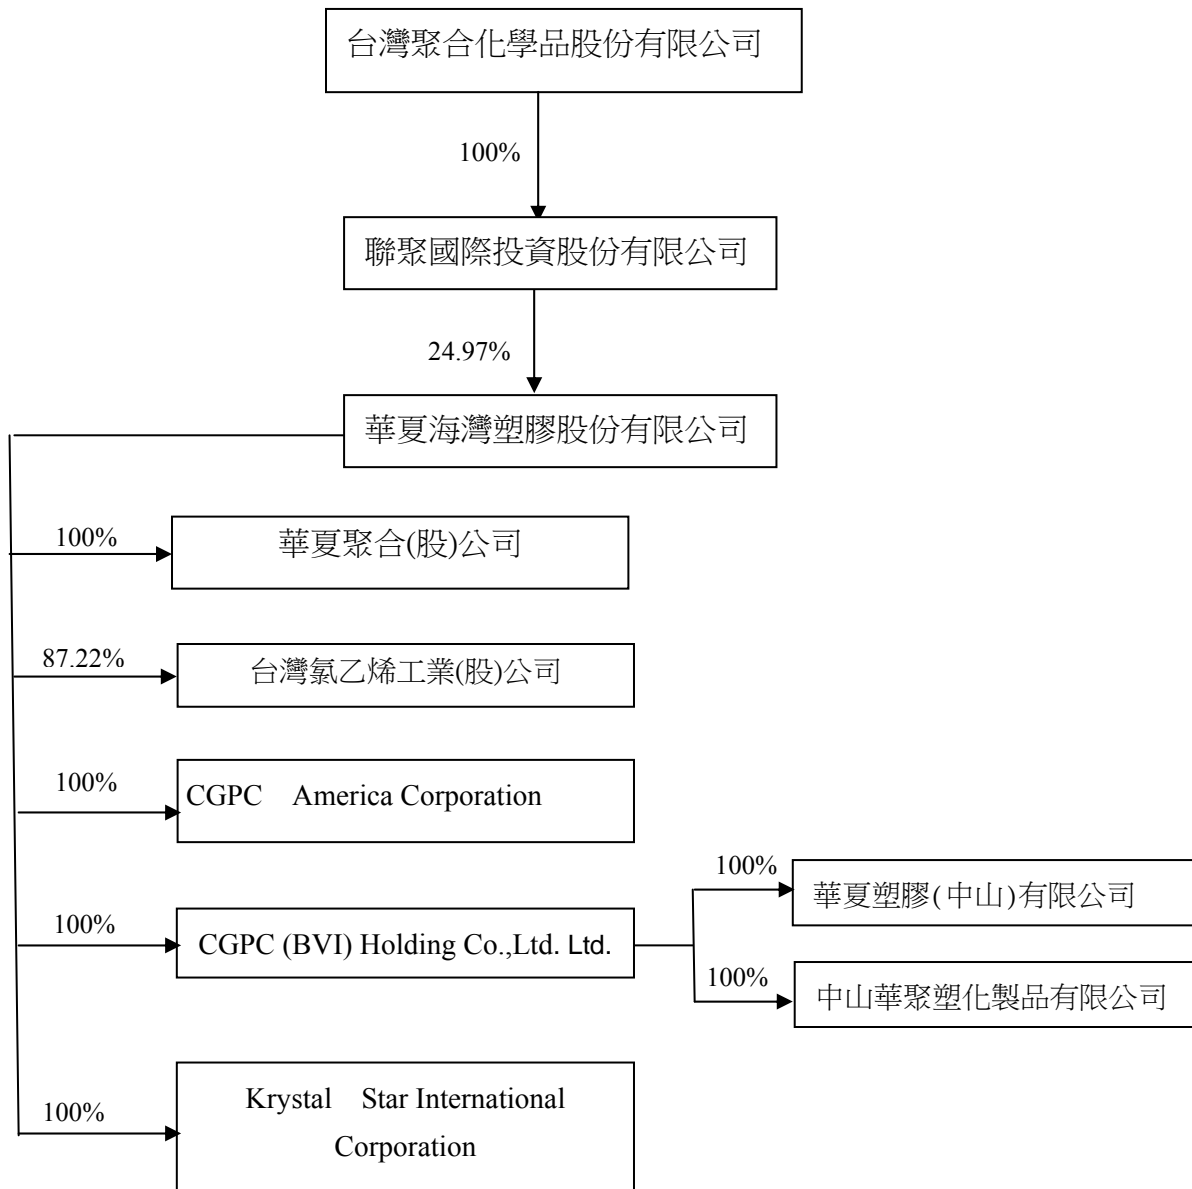 台灣聚合化學品股份有限公司
100%
聯聚國際投資股份有限公司
24.97%
華夏海灣塑膠股份有限公司
100%
華夏聚合(股)公司
87.22%
台灣氯乙烯工業(股)公司
100%
CGPC America Corporation
100%
CGPC (BVI) Holding Co.,Ltd. Ltd.
100%
華夏塑膠(中山)有限公司
100%
中山華聚塑化製品有限公司
100%
Krystal Star International
Corporation